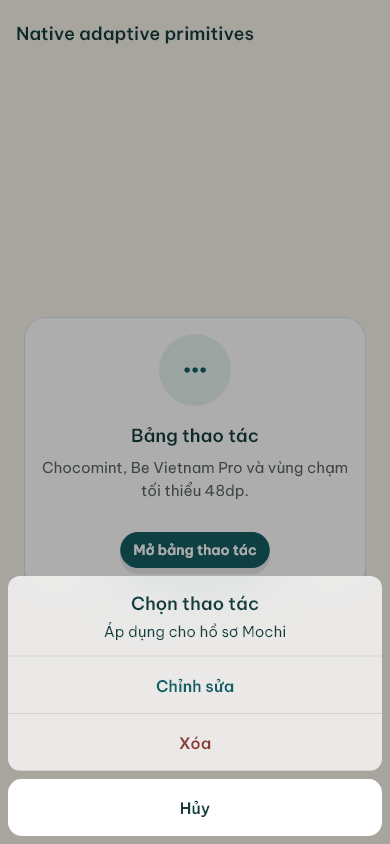 Native adaptive primitives
Bảng thao tác
Chocomint, Be Vietnam Pro và vùng chạm
tối thiểu 48dp.
Mở bảng thao tác
Chọn thao tác
Áp dụng cho hồ sơ Mochi
Chỉnh sửa
Xóa
Hủy